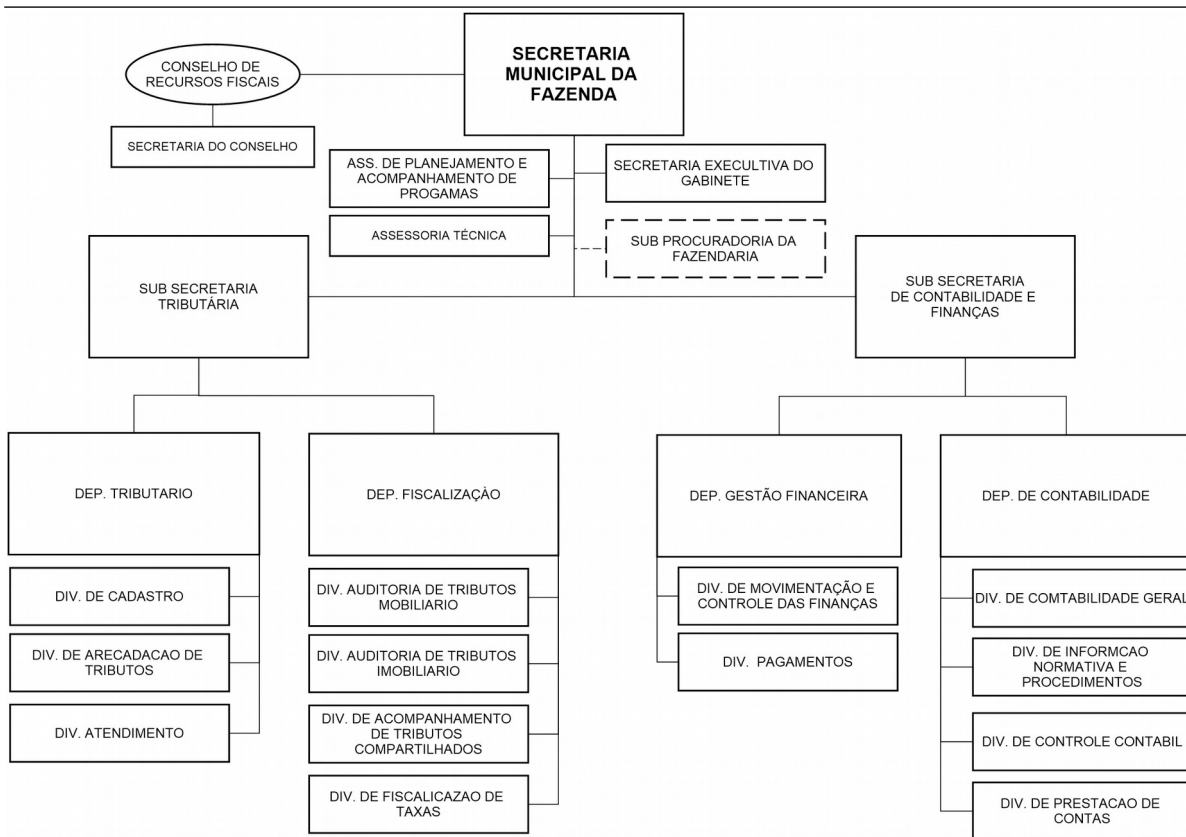 SECRETARIA
MUNICIPAL DA
FAZENDA
CONSELHO DE
RECURSOS FISCAIS
SECRETARIA DO CONSELHO
ASS. DE PLANEJAMENTO E
ACOMPANHAMENTO DE
PROGAMAS
SECRETARIA EXECULTIVA DO
GABINETE
ASSESSORIA TÉCNICA
SUB PROCURADORIA DA
FAZENDARIA
SUB SECRETARIA
TRIBUTÁRIA
SUB SECRETARIA
DE CONTABILIDADE E
FINANÇAS
DEP. TRIBUTARIO
DEP. FISCALIZAÇÀO
DEP. GESTÃO FINANCEIRA
DEP. DE CONTABILIDADE
DIV. DE CADASTRO
DIV. DE ARECADACAO DE
TRIBUTOS
DIV. ATENDIMENTO
DIV. AUDITORIA DE TRIBUTOS
MOBILIARIO
DIV. AUDITORIA DE TRIBUTOS
IMOBILIARIO
DIV. DE ACOMPANHAMENTO
DE TRIBUTOS
COMPARTILHADOS
DIV. DE FISCALICAZAO DE
TAXAS
DIV. DE MOVIMENTAÇÃO E
CONTROLE DAS FINANÇAS
DIV. PAGAMENTOS
DIV. DE COMTABILIDADE GERAL
DIV. DE INFORMCAO
NORMATIVA E
PROCEDIMENTOS
DIV. DE CONTROLE CONTABIL
DIV. DE PRESTACAO DE
CONTAS